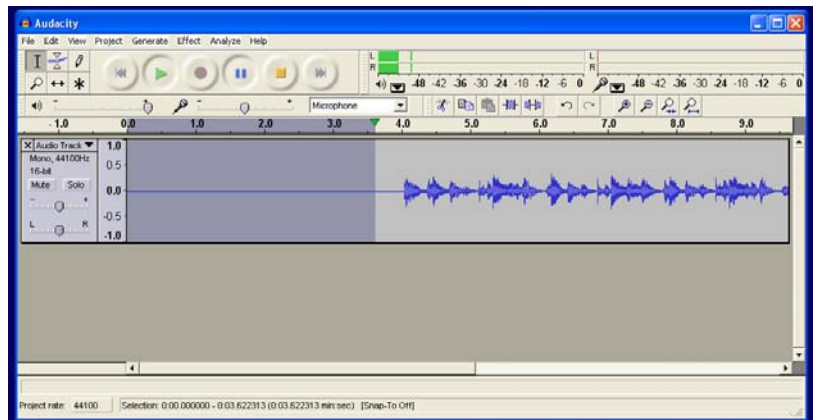 Audacity
File Edit View Project Generate Effect Analyze Help
L
R
-48 -42 -36 -30 -24 -18 -12 -6 0
L
R
-48 -42 -36 -30 -24 -18 -12 -6 0
Microphone
- 1.0 0.0 1.0 2.0 3.0 4.0 5.0 6.0 7.0 8.0 9.0
X Audio Track
Mono, 44100Hz
16-bit
Mute Solo
- +
L R
1.0
0.5
0.0
-0.5
-1.0
Project rate: 44100 Selection: 0:00.000000 - 0:03.622313 (0:03.622313 min:sec) [Snap-To Off]